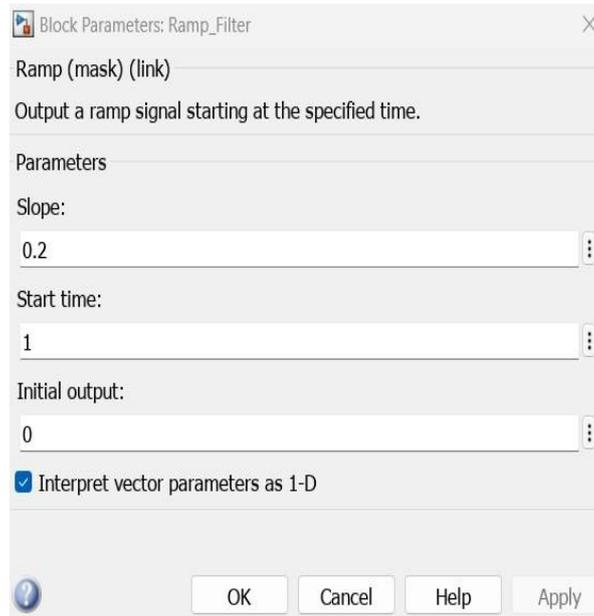 Block Parameters: Ramp_Filter
Ramp (mask) (link)
Output a ramp signal starting at the specified time.
Parameters
Slope:
0.2
Start time:
1
Initial output:
0
Interpret vector parameters as 1-D
OK Cancel Help Apply